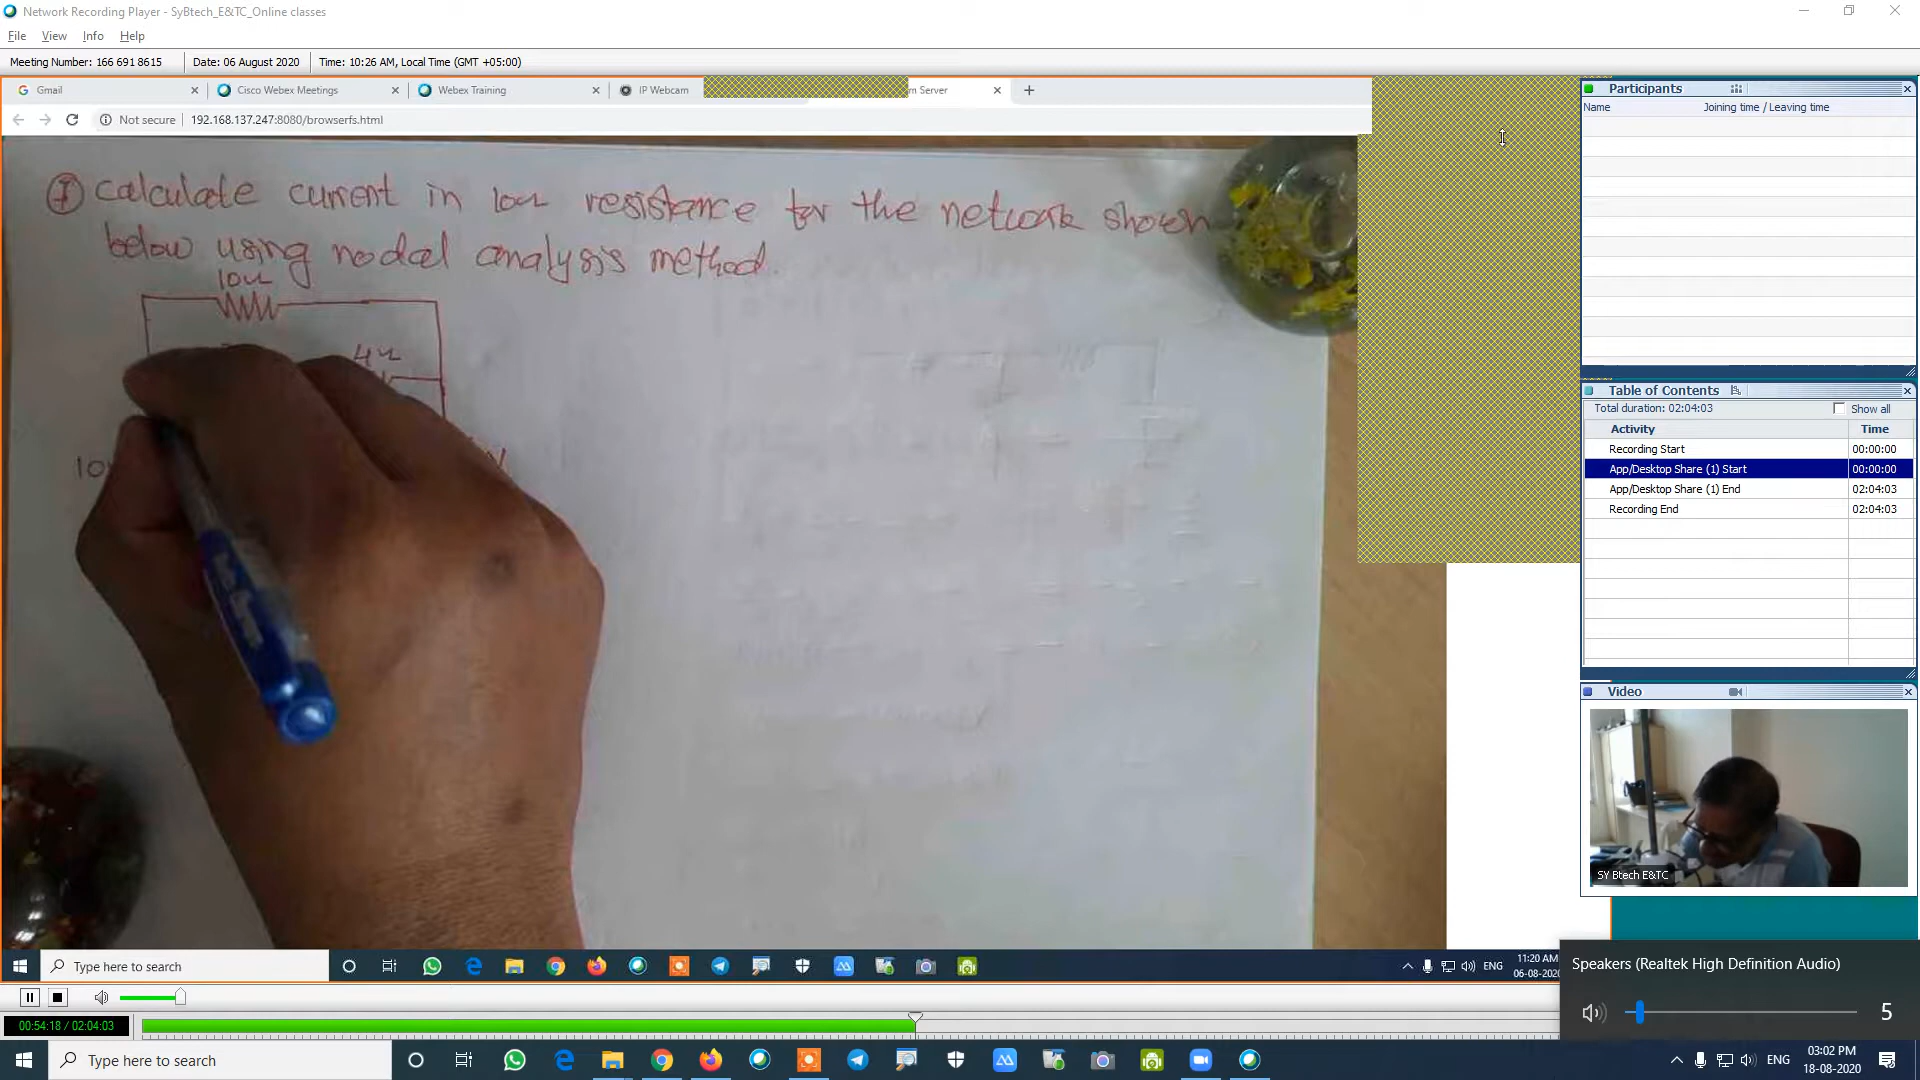 Network Recording Player - SyBtech_E&TC_Online classes
File View Info Help
Meeting Number: 166 691 8615 Date: 06 August 2020 Time: 10:26 AM, Local Time (GMT +05:00)
Gmail Cisco Webex Meetings Webex Training IP Webcam rn Server
Not secure 192.168.137.247:8080/browserfs.html
I calculate current in 10Ω resistance for the network shown
below using nodal analysis method.
10Ω
4Ω
10
V
Participants
Name Joining time / Leaving time
Table of Contents
Total duration: 02:04:03 Show all
Activity Time
Recording Start 00:00:00
App/Desktop Share (1) Start 00:00:00
App/Desktop Share (1) End 02:04:03
Recording End 02:04:03
Video
SY Btech E&TC
Type here to search
ENG 11:20 AM
06-08-2020
Speakers (Realtek High Definition Audio)
5
00:54:18 / 02:04:03
Type here to search
ENG 03:02 PM
18-08-2020